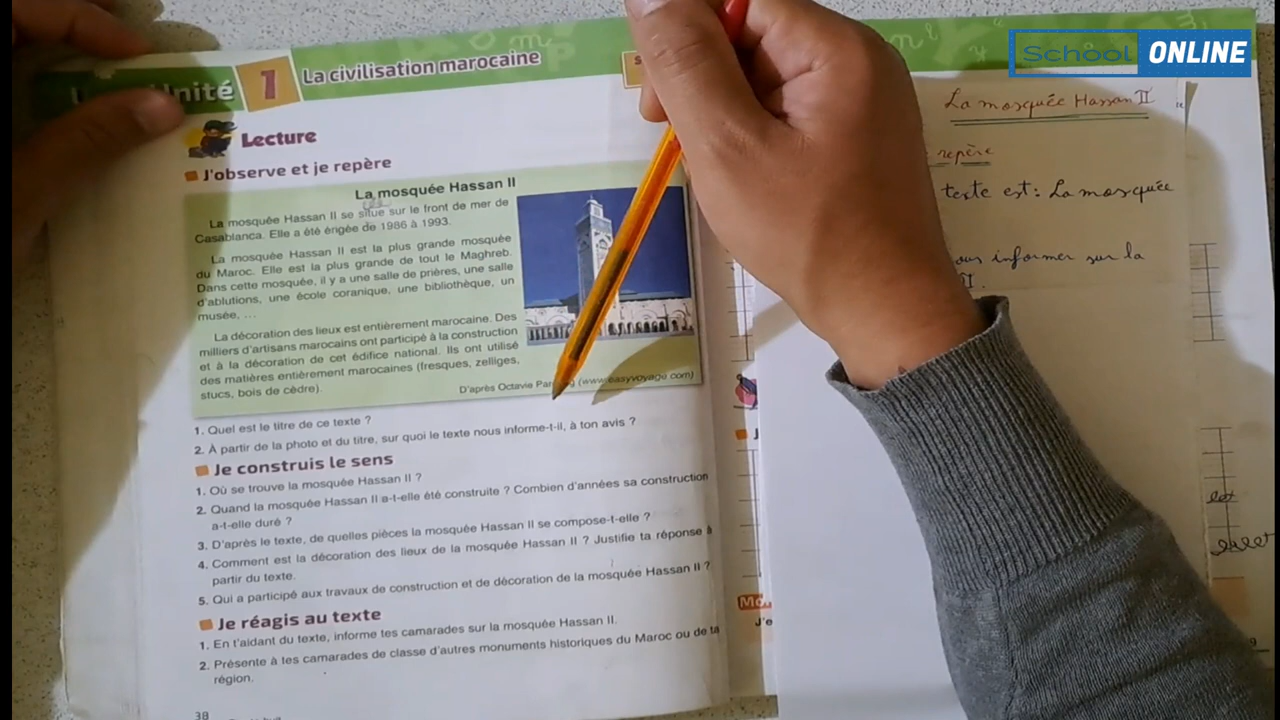 School ONLINE
Unité 1 La civilisation marocaine
Lecture
J'observe et je repère
La mosquée Hassan II
La mosquée Hassan II se situe sur le front de mer de
Casablanca. Elle a été érigée de 1986 à 1993.
La mosquée Hassan II est la plus grande mosquée
du Maroc. Elle est la plus grande de tout le Maghreb.
Dans cette mosquée, il y a une salle de prières, une salle
d'ablutions, une école coranique, une bibliothèque, un
musée, ...
La décoration des lieux est entièrement marocaine. Des
milliers d'artisans marocains ont participé à la construction
et à la décoration de cet édifice national. Ils ont utilisé
des matières entièrement marocaines (fresques, zelliges,
stucs, bois de cèdre).
D'après Octavie (www.easyvoyage.com)
1. Quel est le titre de ce texte ?
2. À partir de la photo et du titre, sur quoi le texte nous informe-t-il, à ton avis ?
Je construis le sens
1. Où se trouve la mosquée Hassan II ?
2. Quand la mosquée Hassan II a-t-elle été construite ? Combien d'années sa construction
a-t-elle duré ?
3. D'après le texte, de quelles pièces la mosquée Hassan II se compose-t-elle ?
4. Comment est la décoration des lieux de la mosquée Hassan II ? Justifie ta réponse à
partir du texte.
5. Qui a participé aux travaux de construction et de décoration de la mosquée Hassan II ?
Je réagis au texte
1. En t'aidant du texte, informe tes camarades sur la mosquée Hassan II.
2. Présente à tes camarades de classe d'autres monuments historiques du Maroc ou de ta
région.
38
La mosquée Hassan II
repère
texte est : La mosquée
ous informer sur la
J'e